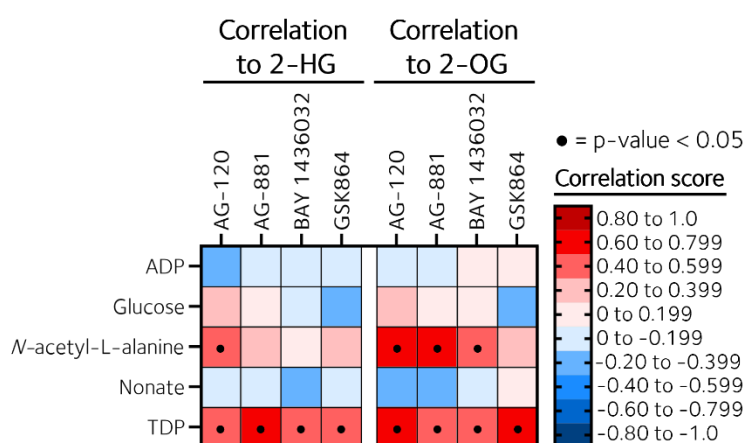 Correlation
to 2-HG
Correlation
to 2-OG
AG-120
AG-881
BAY 1436032
GSK864
AG-120
AG-881
BAY 1436032
GSK864
● = p-value < 0.05
Correlation score
0.80 to 1.0
0.60 to 0.799
0.40 to 0.599
0.20 to 0.399
0 to 0.199
0 to -0.199
-0.20 to -0.399
-0.40 to -0.599
-0.60 to -0.799
-0.80 to -1.0
ADP
Glucose
N-acetyl-L-alanine
Nonate
TDP